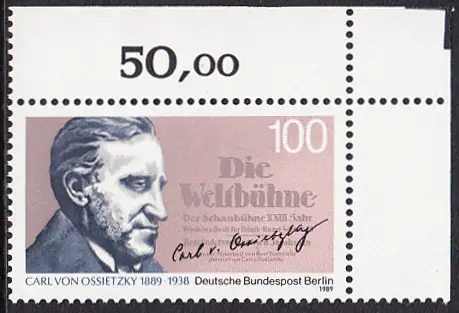 50,00
100
Die
Weltbühne
Der Schaubühne XXIII. Jahr
Carl v. Ossietzky
CARL VON OSSIETZKY 1889 · 1938 Deutsche Bundespost Berlin
1989